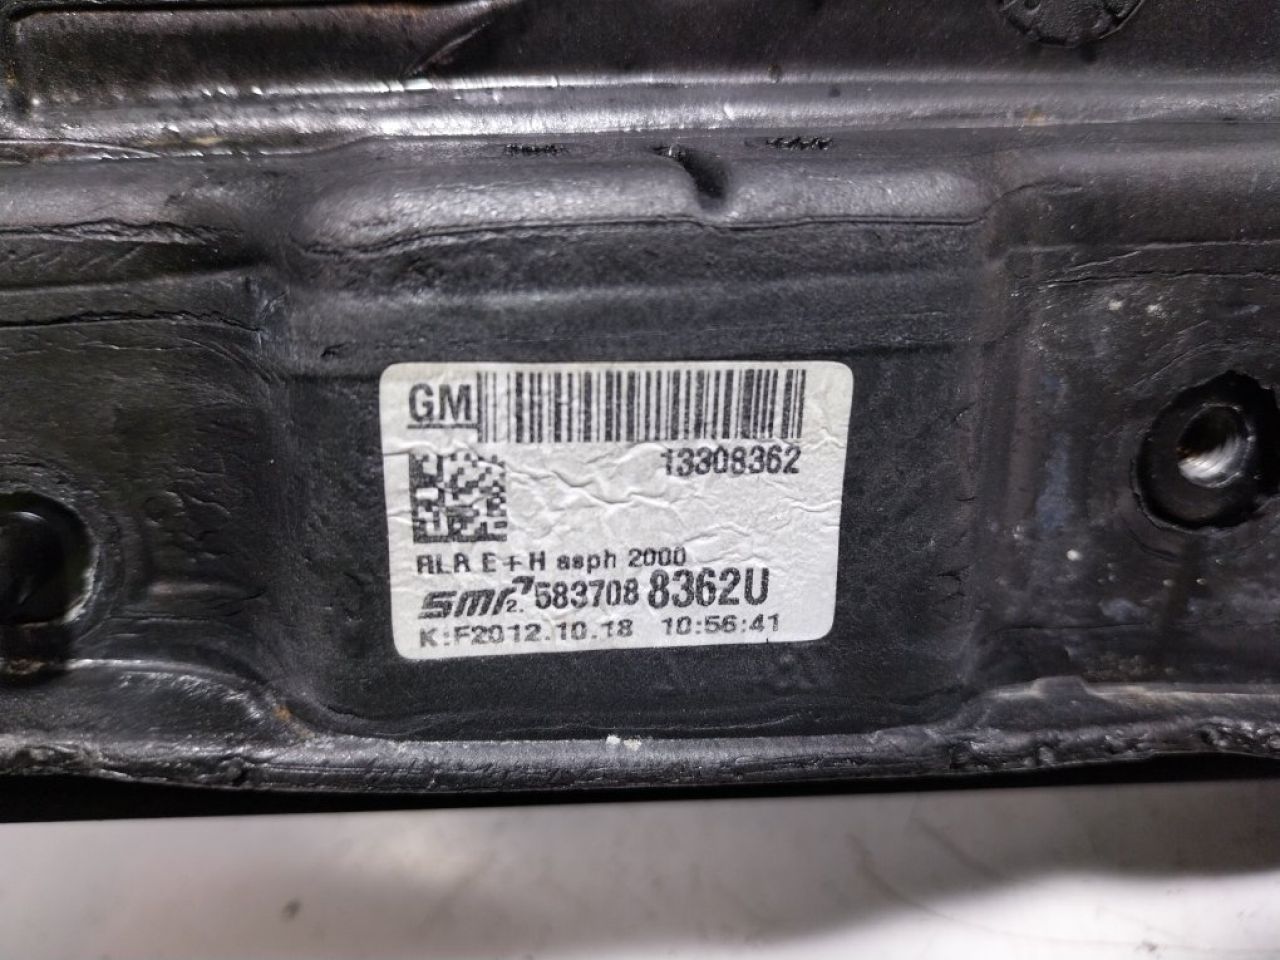 GM
13308362
RLR E+H asph 2000
SMR 2. 583708 8362U
K:F2012.10.18 10:56:41